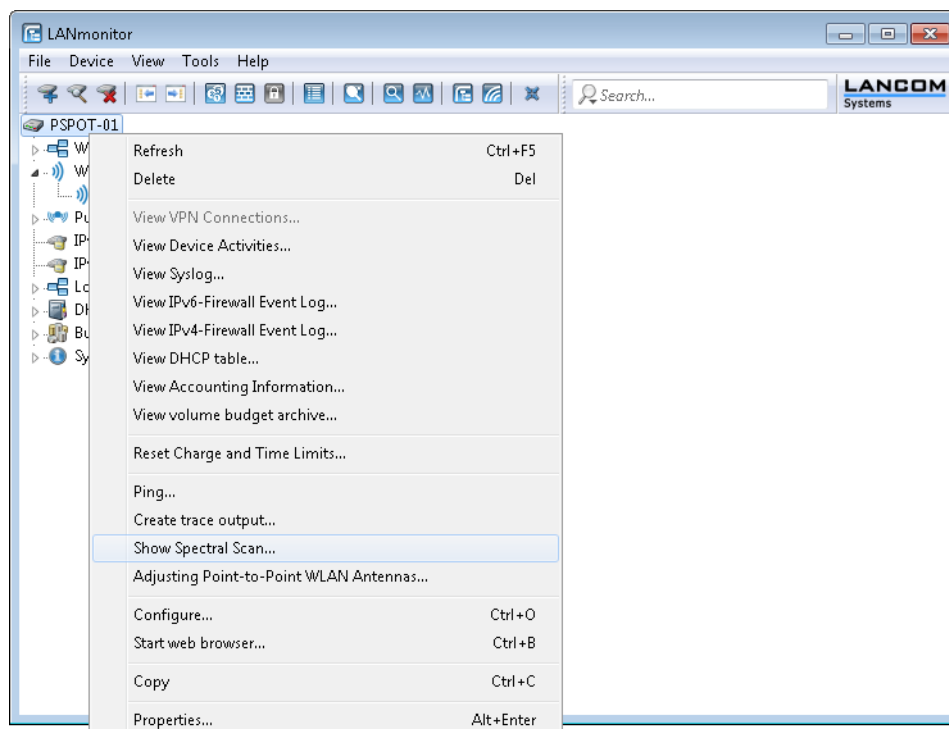 LANmonitor
File Device View Tools Help
Search...
LANCOM
Systems
PSPOT-01
Refresh Ctrl+F5
Delete Del
View VPN Connections...
View Device Activities...
View Syslog...
View IPv6-Firewall Event Log...
View IPv4-Firewall Event Log...
View DHCP table...
View Accounting Information...
View volume budget archive...
Reset Charge and Time Limits...
Ping...
Create trace output...
Show Spectral Scan...
Adjusting Point-to-Point WLAN Antennas...
Configure... Ctrl+O
Start web browser... Ctrl+B
Copy Ctrl+C
Properties... Alt+Enter